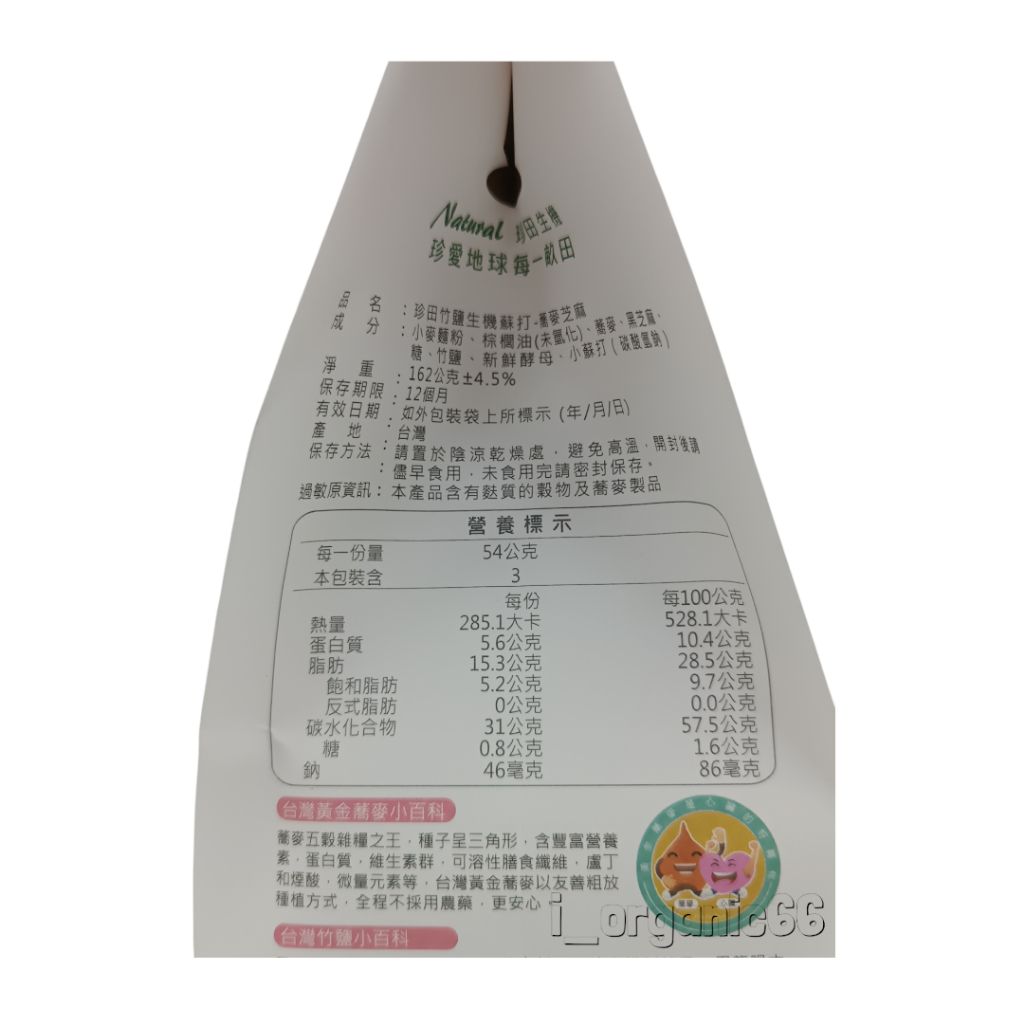 Natural 珍田生機
珍愛地球每一畝田
品名：珍田竹鹽生機蘇打-蕎麥芝麻
成分：小麥麵粉、棕櫚油(未氫化)、蕎麥、黑芝麻、
糖、竹鹽、新鮮酵母、小蘇打(碳酸氫鈉)
淨重：162公克±4.5%
保存期限：12個月
有效日期：如外包裝袋上所標示 (年/月/日)
產地：台灣
保存方法：請置於陰涼乾燥處，避免高溫，開封後請
：儘早食用，未食用完請密封保存。
過敏原資訊：本產品含有麩質的穀物及蕎麥製品
營養標示
每一份量 54公克
本包裝含 3
每份 每100公克
熱量 285.1大卡 528.1大卡
蛋白質 5.6公克 10.4公克
脂肪 15.3公克 28.5公克
飽和脂肪 5.2公克 9.7公克
反式脂肪 0公克 0.0公克
碳水化合物 31公克 57.5公克
糖 0.8公克 1.6公克
鈉 46毫克 86毫克
台灣黃金蕎麥小百科
蕎麥五穀雜糧之王，種子呈三角形，含豐富營養
素，蛋白質，維生素群，可溶性膳食纖維，盧丁
和煙酸，微量元素等，台灣黃金蕎麥以友善粗放
種植方式，全程不採用農藥，更安心。
i_organic66
台灣竹鹽小百科